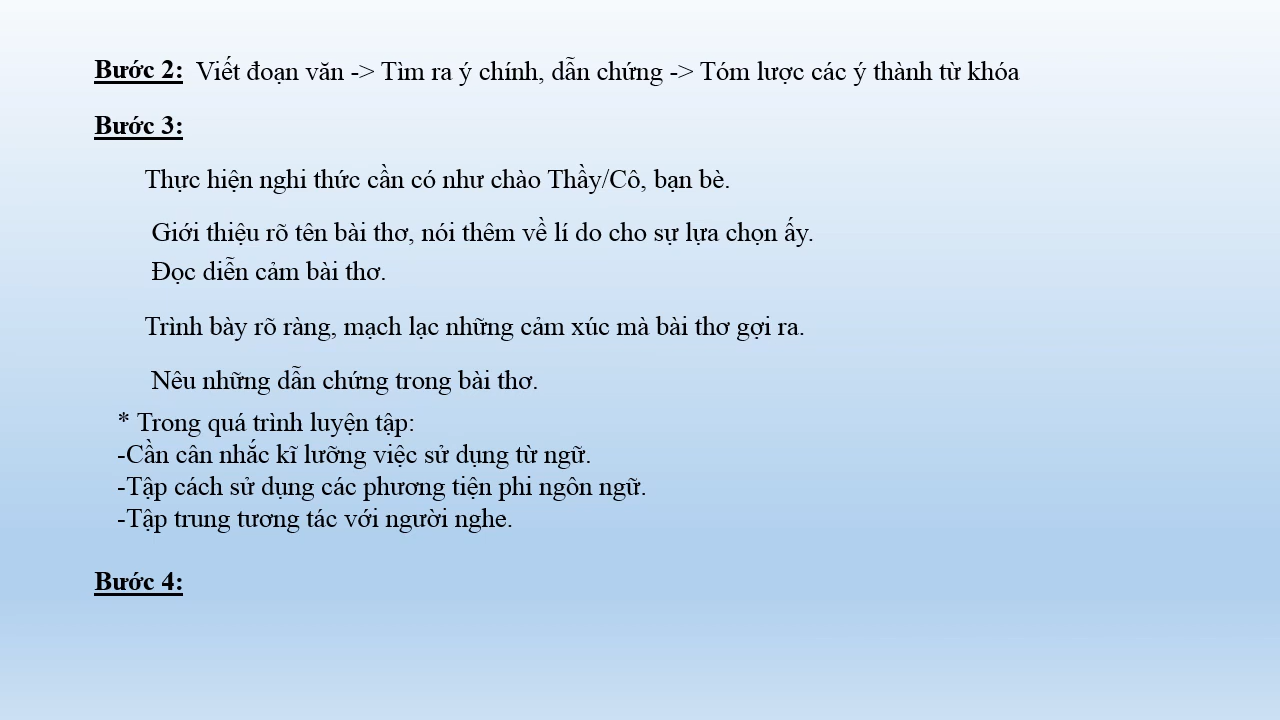 Bước 2: Viết đoạn văn -> Tìm ra ý chính, dẫn chứng -> Tóm lược các ý thành từ khóa
Bước 3:
Thực hiện nghi thức cần có như chào Thầy/Cô, bạn bè.
Giới thiệu rõ tên bài thơ, nói thêm về lí do cho sự lựa chọn ấy.
Đọc diễn cảm bài thơ.
Trình bày rõ ràng, mạch lạc những cảm xúc mà bài thơ gợi ra.
Nêu những dẫn chứng trong bài thơ.
* Trong quá trình luyện tập:
-Cần cân nhắc kĩ lưỡng việc sử dụng từ ngữ.
-Tập cách sử dụng các phương tiện phi ngôn ngữ.
-Tập trung tương tác với người nghe.
Bước 4: